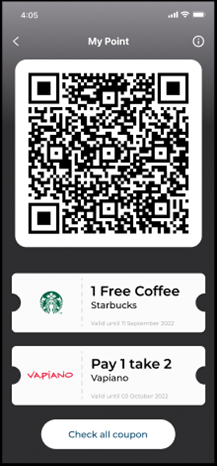 4:05
My Point
1 Free Coffee
Starbucks
Valid until 11 September 2022
VAPIANO
Pay 1 take 2
Vapiano
Valid until 03 October 2022
Check all coupon